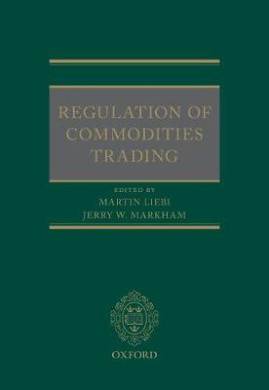 REGULATION OF
COMMODITIES
TRADING
EDITED BY
MARTIN LIEBI
JERRY W. MARKHAM
OXFORD